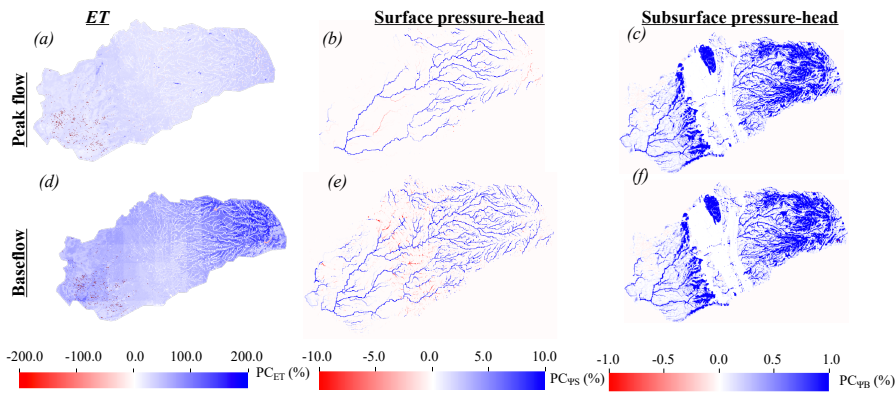 ET Surface pressure-head Subsurface pressure-head
(a) (b) (c)
Peak flow
(d) (e) (f)
Baseflow
-200.0 -100.0 0.0 100.0 200.0 -10.0 -5.0 0.0 5.0 10.0 -1.0 -0.5 0.0 0.5 1.0
PC_ET (%) PC_ΨS (%) PC_ΨB (%)